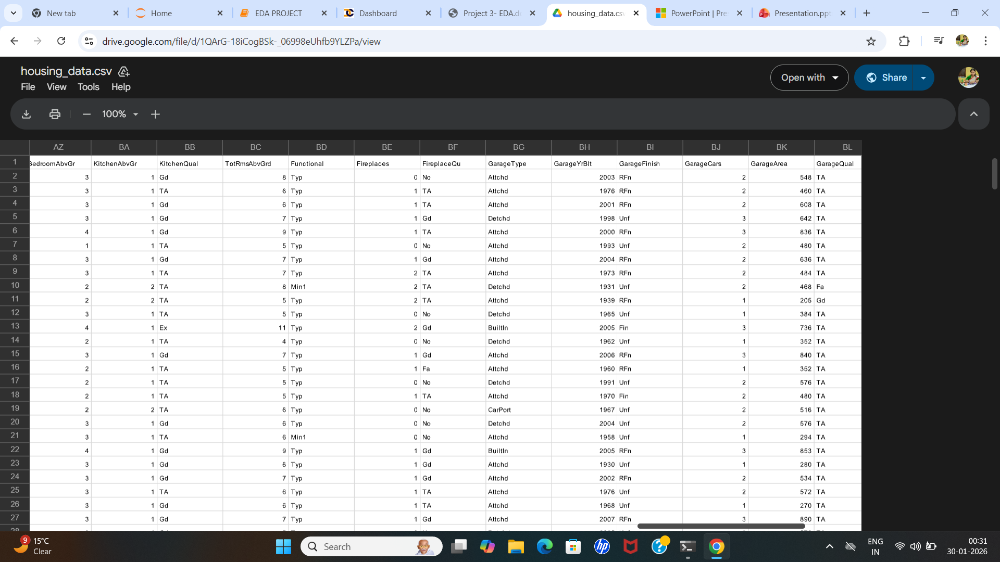 New tab
Home
EDA PROJECT
Dashboard
Project 3- EDA.d
housing_data.csv
PowerPoint | Pre
Presentation.ppt
drive.google.com/file/d/1QArG-18iCogBSk-_06998eUhfb9YLZPa/view
housing_data.csv
File View Tools Help
Open with
Share
100%
AZ BA BB BC BD BE BF BG BH BI BJ BK BL
1 BedroomAbvGr KitchenAbvGr KitchenQual TotRmsAbvGrd Functional Fireplaces FireplaceQu GarageType GarageYrBlt GarageFinish GarageCars GarageArea GarageQual
2 3 1 Gd 8 Typ 0 No Attchd 2003 RFn 2 548 TA
3 3 1 TA 6 Typ 1 TA Attchd 1976 RFn 2 460 TA
4 3 1 Gd 6 Typ 1 TA Attchd 2001 RFn 2 608 TA
5 3 1 Gd 7 Typ 1 Gd Detchd 1998 Unf 3 642 TA
6 4 1 Gd 9 Typ 1 TA Attchd 2000 RFn 3 836 TA
7 1 1 TA 5 Typ 0 No Attchd 1993 Unf 2 480 TA
8 3 1 Gd 7 Typ 1 Gd Attchd 2004 RFn 2 636 TA
9 3 1 TA 7 Typ 2 TA Attchd 1973 RFn 2 484 TA
10 2 2 TA 8 Min1 2 TA Detchd 1931 Unf 2 468 Fa
11 2 2 TA 5 Typ 2 TA Attchd 1939 RFn 1 205 Gd
12 3 1 TA 5 Typ 0 No Detchd 1965 Unf 1 384 TA
13 4 1 Ex 11 Typ 2 Gd BuiltIn 2005 Fin 3 736 TA
14 2 1 TA 4 Typ 0 No Detchd 1962 Unf 1 352 TA
15 3 1 Gd 7 Typ 1 Gd Attchd 2006 RFn 3 840 TA
16 2 1 TA 5 Typ 1 Fa Attchd 1960 RFn 1 352 TA
17 2 1 TA 5 Typ 0 No Detchd 1991 Unf 2 576 TA
18 2 1 TA 5 Typ 1 TA Attchd 1970 Fin 2 480 TA
19 2 2 TA 6 Typ 0 No CarPort 1967 Unf 2 516 TA
20 3 1 Gd 6 Typ 0 No Detchd 2004 Unf 2 576 TA
21 3 1 TA 6 Min1 0 No Attchd 1958 Unf 1 294 TA
22 4 1 Gd 9 Typ 1 Gd BuiltIn 2005 RFn 3 853 TA
23 3 1 Gd 6 Typ 1 Gd Attchd 1930 Unf 1 280 TA
24 3 1 Gd 7 Typ 1 Gd Attchd 2002 RFn 2 534 TA
25 3 1 TA 6 Typ 1 TA Attchd 1976 Unf 2 572 TA
26 3 1 Gd 6 Typ 1 TA Attchd 1968 Unf 1 270 TA
27 3 1 Gd 7 Typ 1 Gd Attchd 2007 RFn 3 890 TA
9
15°C
Clear
Search
hp
ENG
IN
00:31
30-01-2026